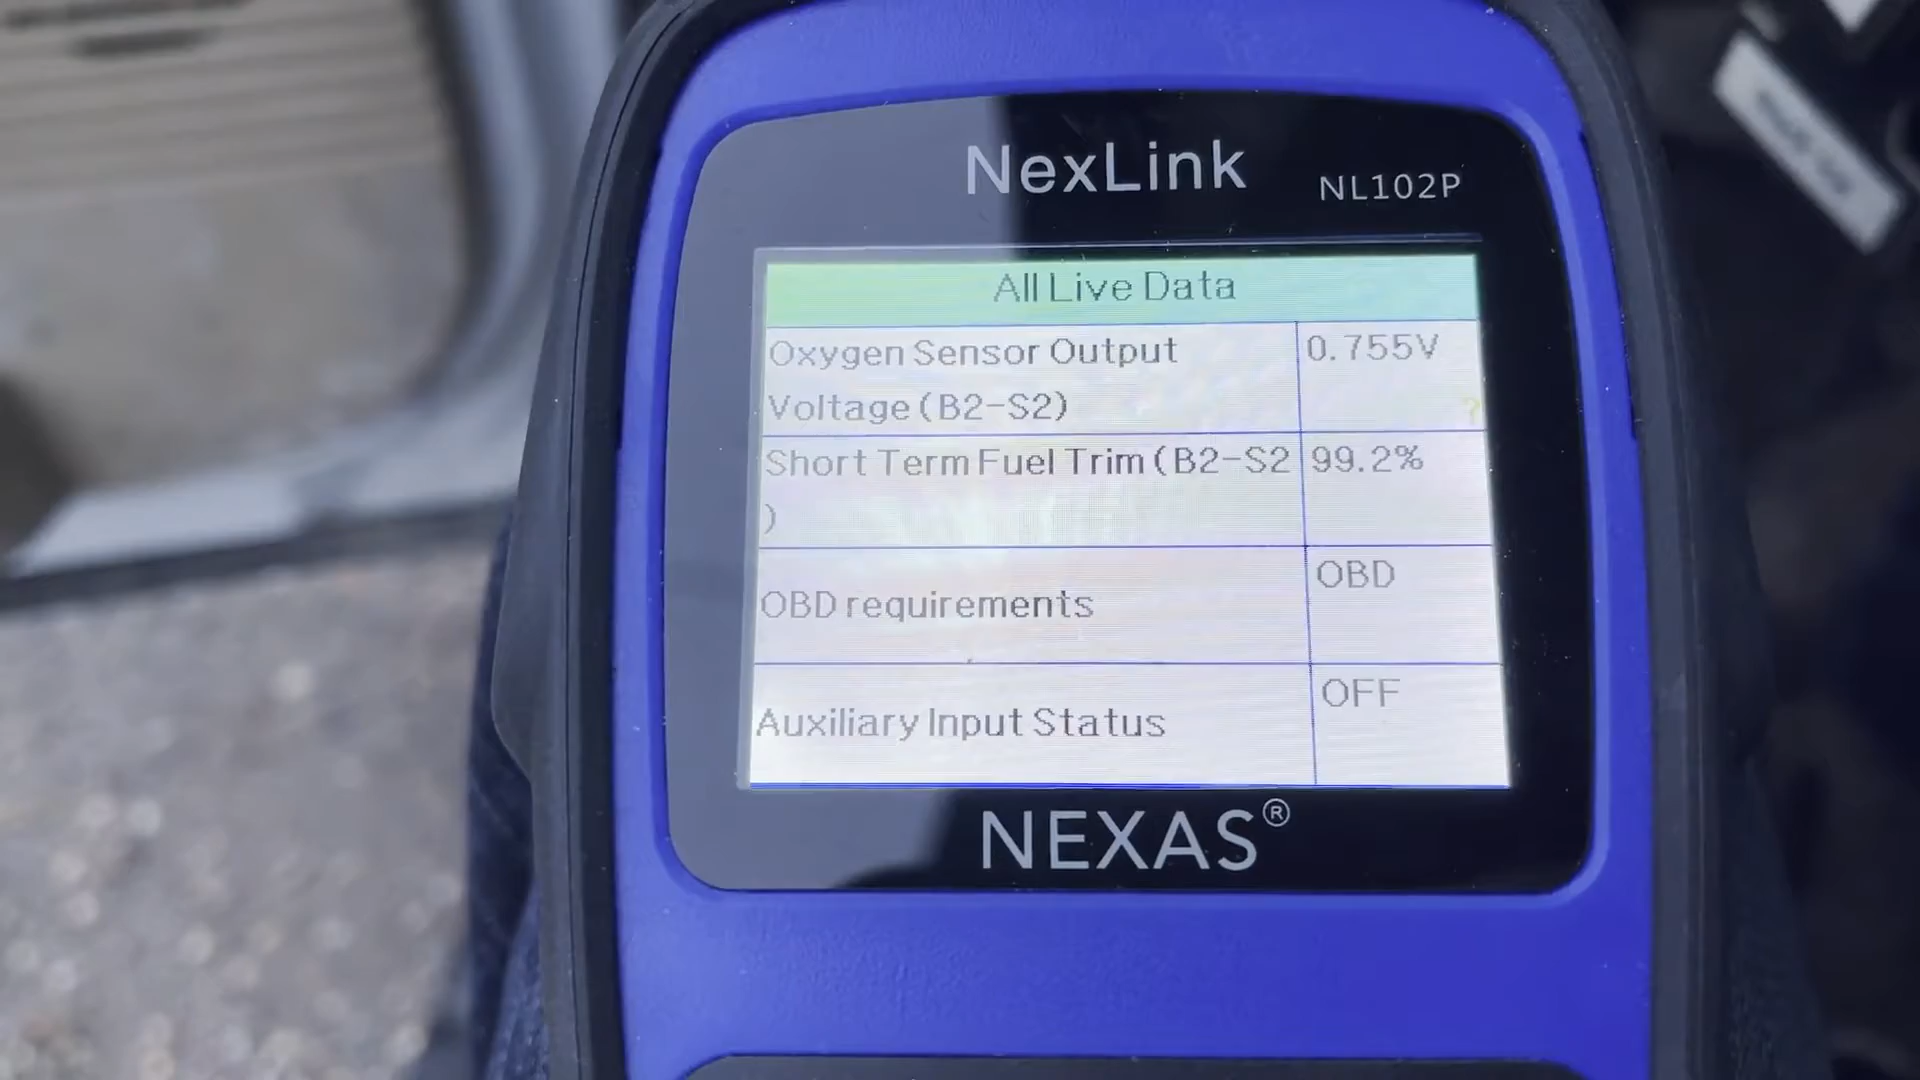 NexLink NL102P
All Live Data
Oxygen Sensor Output 0.755V
Voltage (B2-S2) ?
Short Term Fuel Trim (B2-S2 99.2%
)
OBD requirements OBD
Auxiliary Input Status OFF
NEXAS®